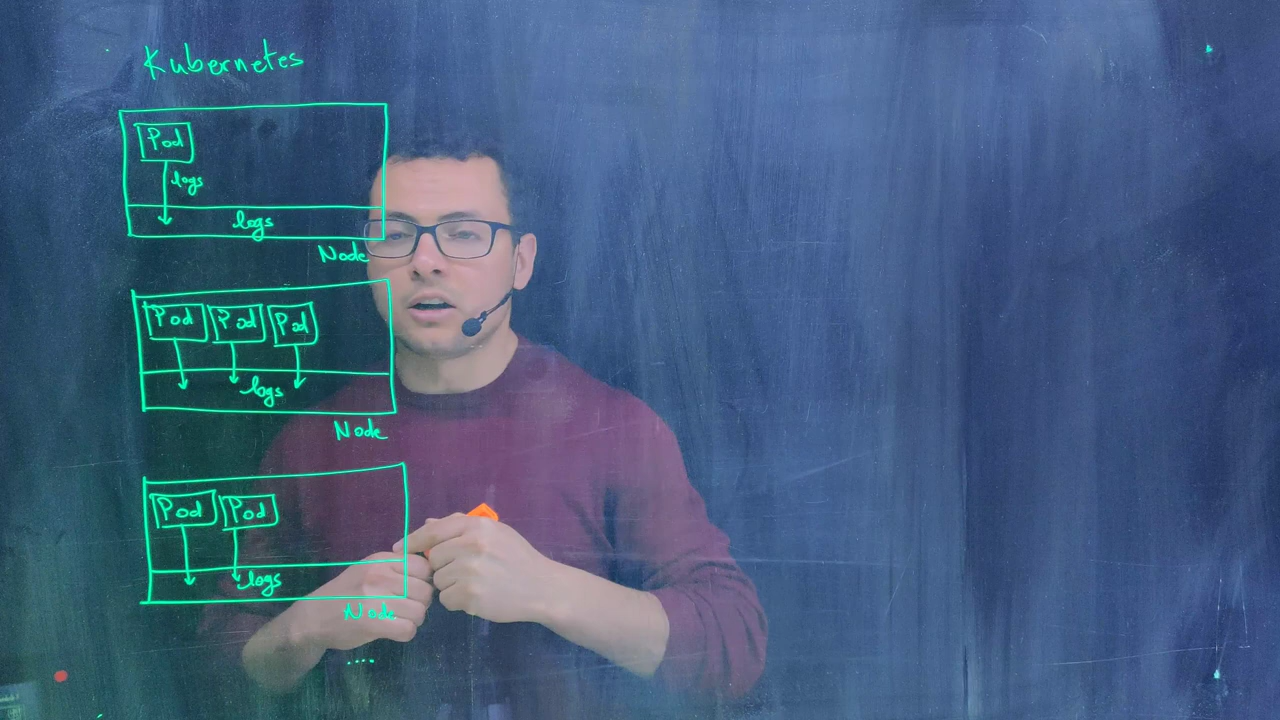 Kubernetes
Pod
logs
logs
Node
Pod Pod Pod
logs
Node
Pod Pod
logs
Node
....